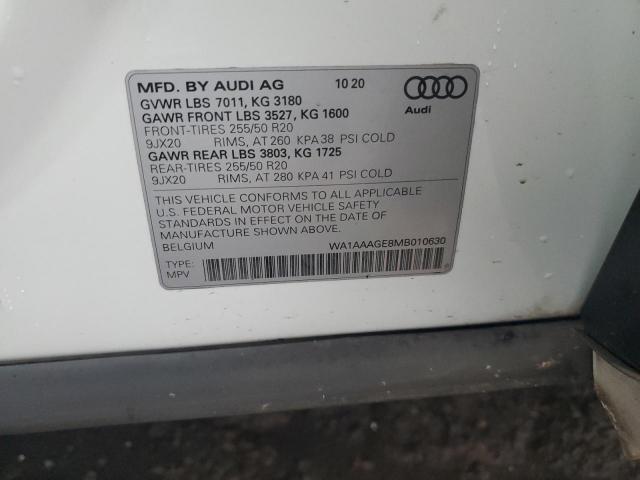 MFD. BY AUDI AG 10 20
GVWR LBS 7011, KG 3180
GAWR FRONT LBS 3527, KG 1600
FRONT-TIRES 255/50 R20
9JX20 RIMS, AT 260 KPA 38 PSI COLD
GAWR REAR LBS 3803, KG 1725
REAR-TIRES 255/50 R20
9JX20 RIMS, AT 280 KPA 41 PSI COLD
Audi
THIS VEHICLE CONFORMS TO ALL APPLICABLE
U.S. FEDERAL MOTOR VEHICLE SAFETY
STANDARDS IN EFFECT ON THE DATE OF
MANUFACTURE SHOWN ABOVE.
BELGIUM WA1AAAGE8MB010630
TYPE:
MPV